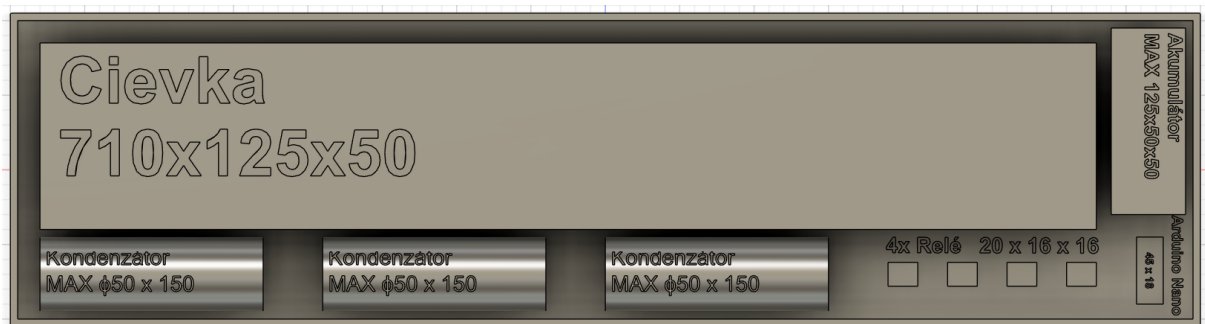 Cievka
710x125x50
Akumulátor
MAX 125x50x50
Kondenzátor
MAX ϕ50 x 150
Kondenzátor
MAX ϕ50 x 150
Kondenzátor
MAX ϕ50 x 150
4x Relé 20 x 16 x 16
Arduino Nano
45 x 18